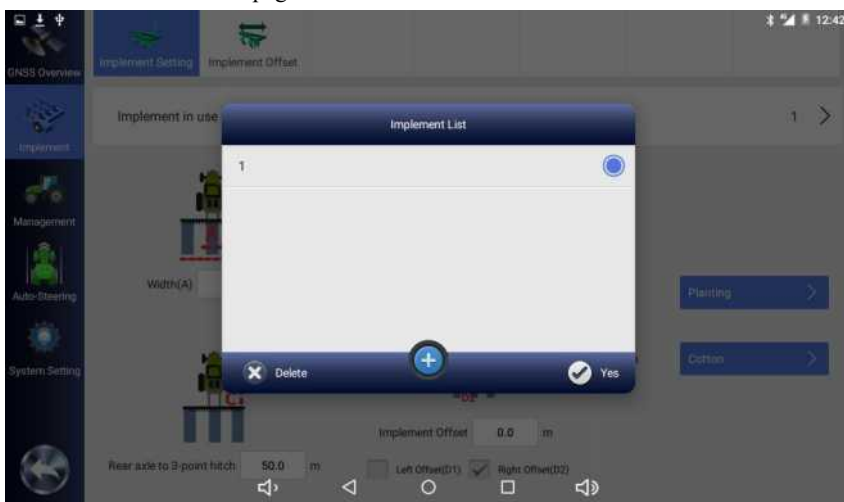 12:42
GNSS Overview
Implement Setting
Implement Offset
Implement in use
1
Implement List
1
Implement
Management
Width(A)
Planting
Auto-Steering
Cotton
System Setting
Delete
Yes
C1
D2
Implement Offset 0.0 m
Rear axle to 3-point hitch 50.0 m
Left Offset(D1)
Right Offset(D2)